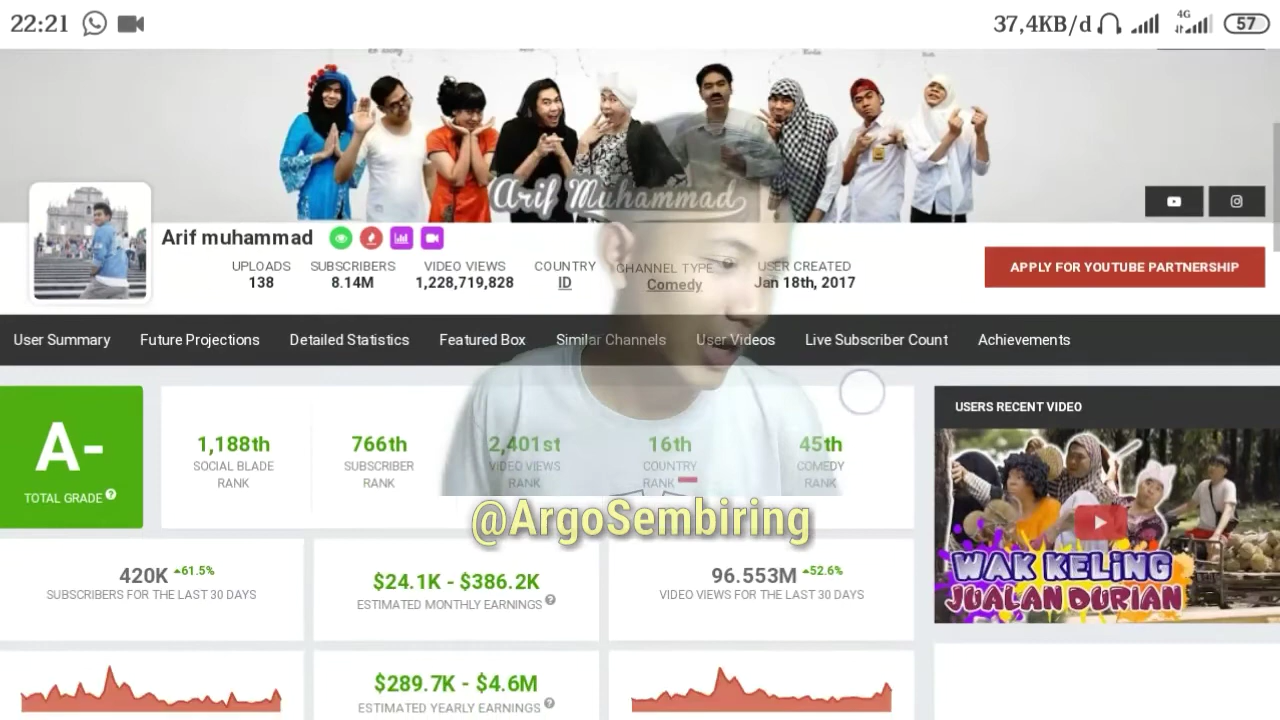 22:21
37,4KB/d
4G
57
Arif Muhammad
Arif muhammad
UPLOADS
138
SUBSCRIBERS
8.14M
VIDEO VIEWS
1,228,719,828
COUNTRY
ID
CHANNEL TYPE
Comedy
USER CREATED
Jan 18th, 2017
APPLY FOR YOUTUBE PARTNERSHIP
User Summary
Future Projections
Detailed Statistics
Featured Box
Similar Channels
User Videos
Live Subscriber Count
Achievements
A-
TOTAL GRADE
1,188th
SOCIAL BLADE
RANK
766th
SUBSCRIBER
RANK
2,401st
VIDEO VIEWS
RANK
16th
COUNTRY
RANK
45th
COMEDY
RANK
USERS RECENT VIDEO
WAK KELING
JUALAN DURIAN
@ArgoSembiring
420K 61.5%
SUBSCRIBERS FOR THE LAST 30 DAYS
$24.1K - $386.2K
ESTIMATED MONTHLY EARNINGS
96.553M 52.6%
VIDEO VIEWS FOR THE LAST 30 DAYS
$289.7K - $4.6M
ESTIMATED YEARLY EARNINGS